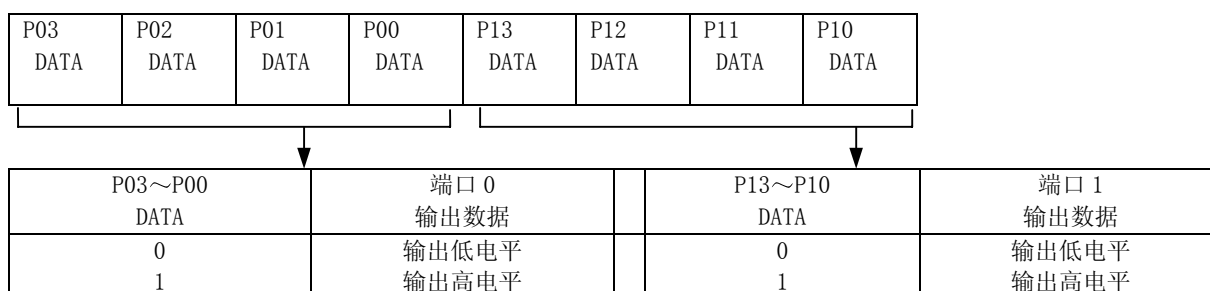 P03 P02 P01 P00 P13 P12 P11 P10
DATA DATA DATA DATA DATA DATA DATA DATA
P03～P00 端口 0 P13～P10 端口 1
DATA 输出数据 DATA 输出数据
0 输出低电平 0 输出低电平
1 输出高电平 1 输出高电平